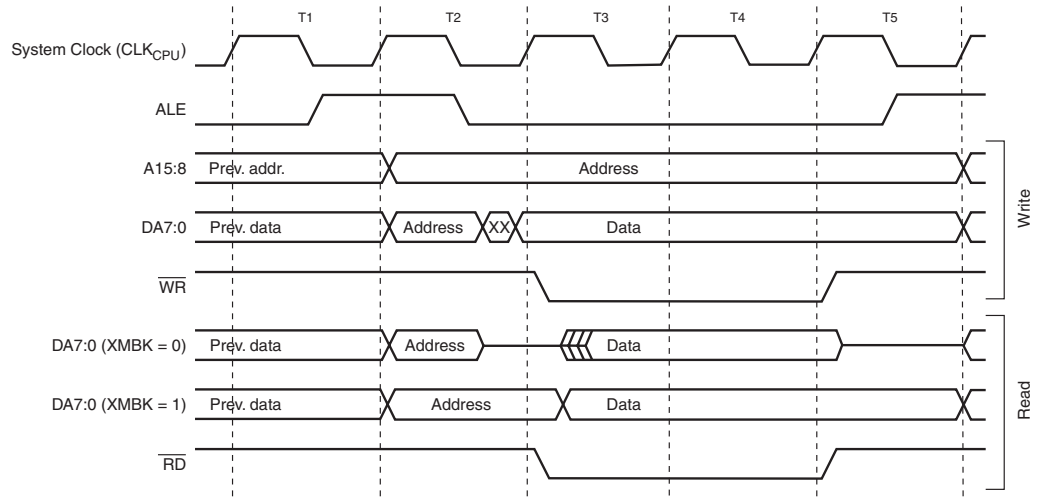 T1 T2 T3 T4 T5
System Clock (CLKCPU)
ALE
A15:8 Prev. addr. Address
DA7:0 Prev. data Address XX Data
WR
Write
DA7:0 (XMBK = 0) Prev. data Address Data
DA7:0 (XMBK = 1) Prev. data Address Data
RD
Read